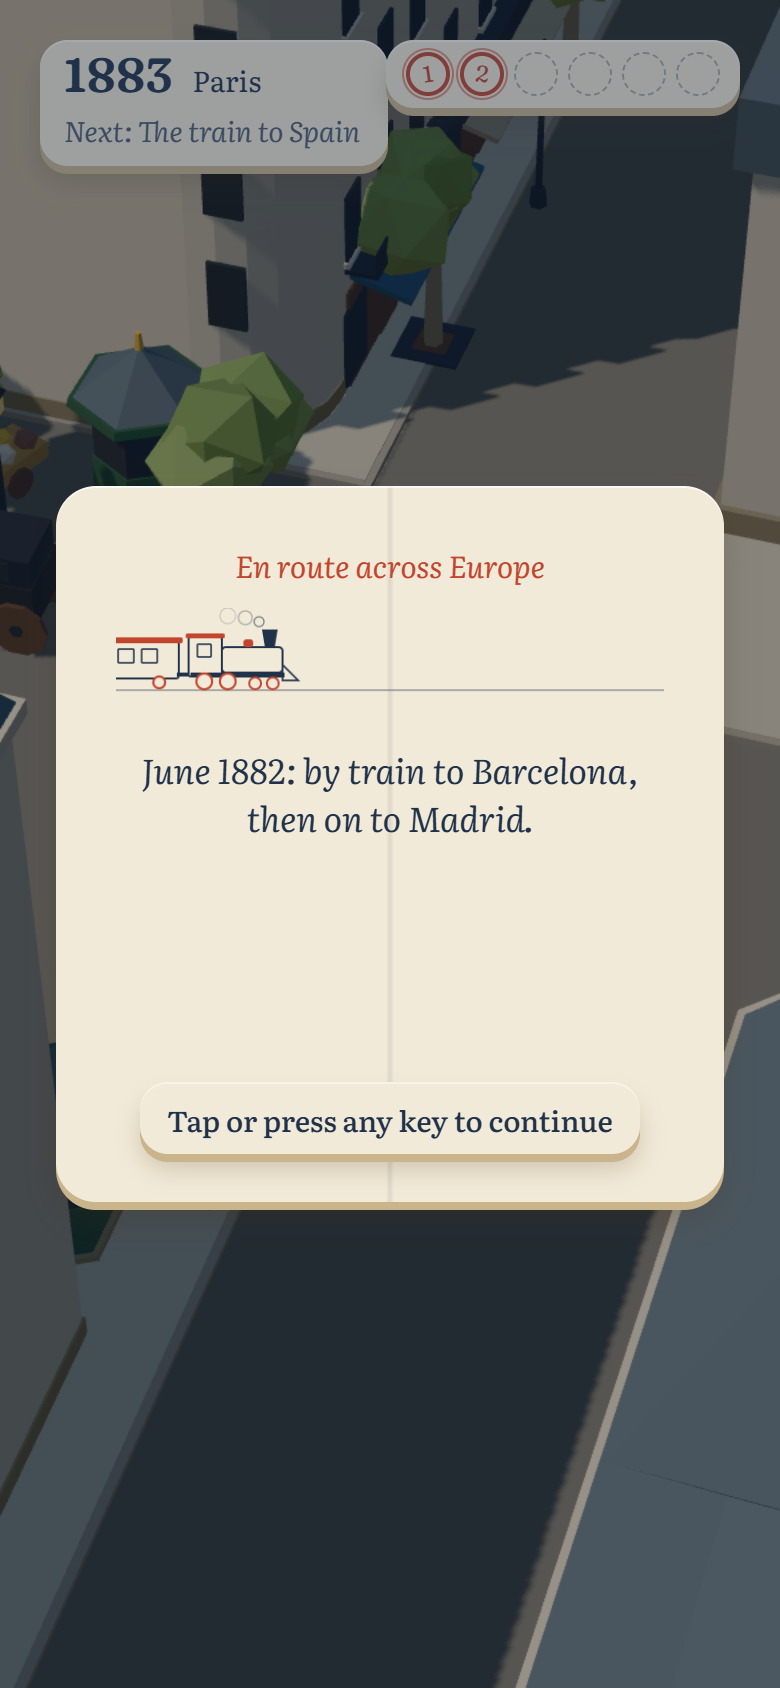 1883 Paris
Next: The train to Spain
1 2
En route across Europe
June 1882: by train to Barcelona,
then on to Madrid.
Tap or press any key to continue